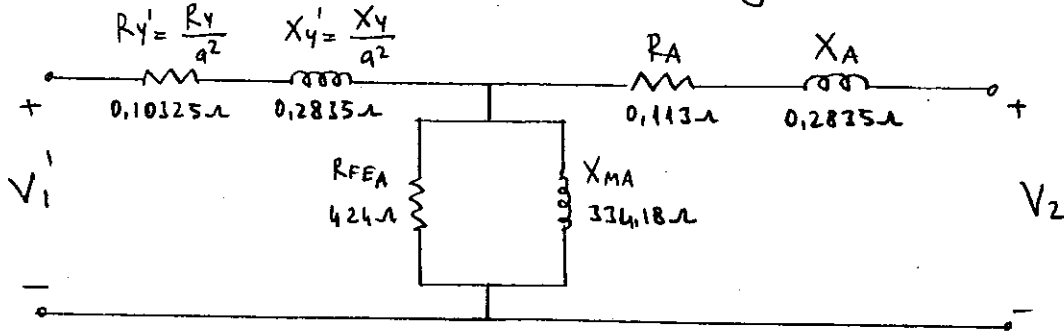 Ry' = Ry/a² Xy' = Xy/a² RA XA
+ 0,10325Ω 0,2835Ω 0,113Ω 0,2835Ω +
V1' RFEA 424Ω XMA 334,18Ω V2
- -